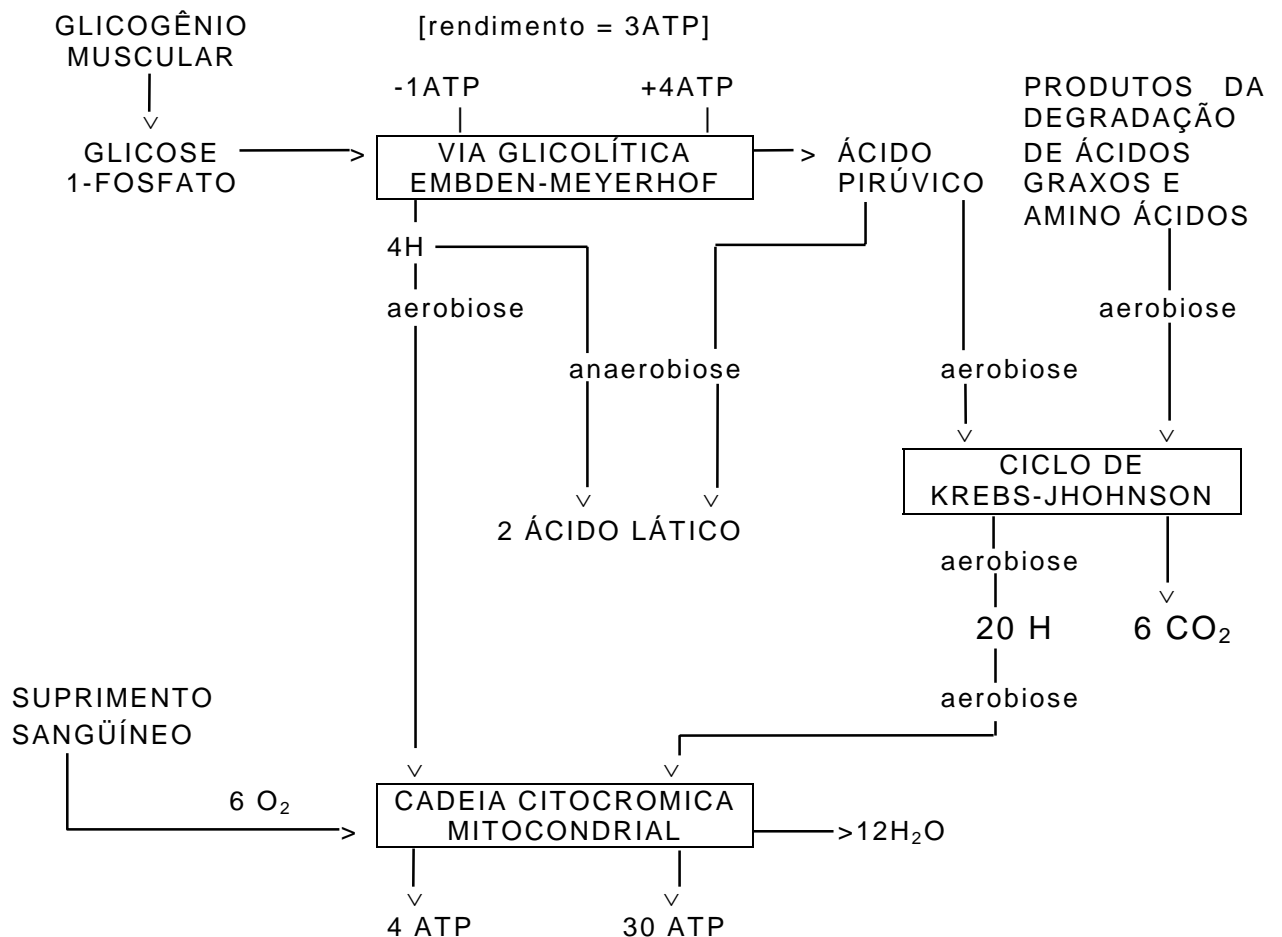 GLICOGÊNIO
MUSCULAR
[rendimento = 3ATP]
-1ATP
+4ATP
PRODUTOS DA
DEGRADAÇÃO
DE ÁCIDOS
GRAXOS E
AMINO ÁCIDOS
GLICOSE
1-FOSFATO
VIA GLICOLÍTICA
EMBDEN-MEYERHOF
ÁCIDO
PIRÚVICO
4H
aerobiose
aerobiose
anaerobiose
aerobiose
CICLO DE
KREBS-JHOHNSON
2 ÁCIDO LÁTICO
aerobiose
20 H
6 CO₂
aerobiose
SUPRIMENTO
SANGÜÍNEO
6 O₂
CADEIA CITOCROMICA
MITOCONDRIAL
12H₂O
4 ATP
30 ATP